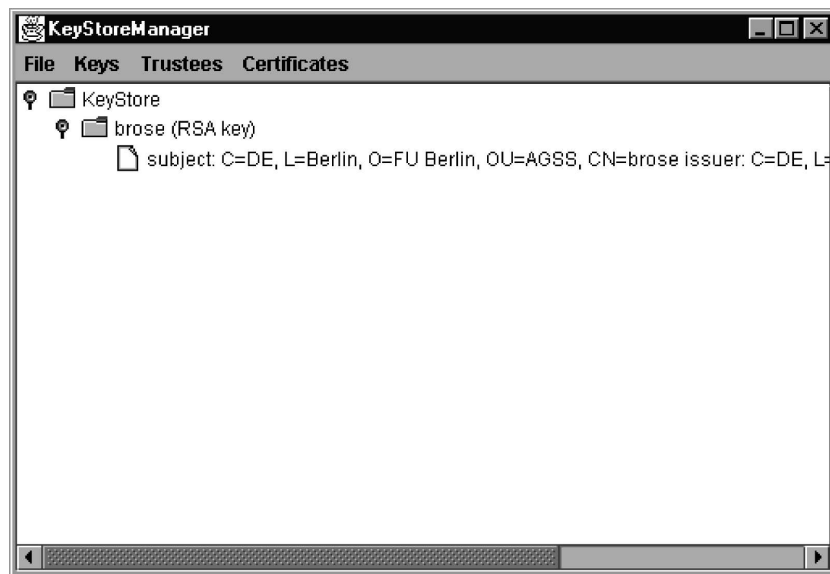 KeyStoreManager
File Keys Trustees Certificates
KeyStore
brose (RSA key)
subject: C=DE, L=Berlin, O=FU Berlin, OU=AGSS, CN=brose issuer: C=DE, L=